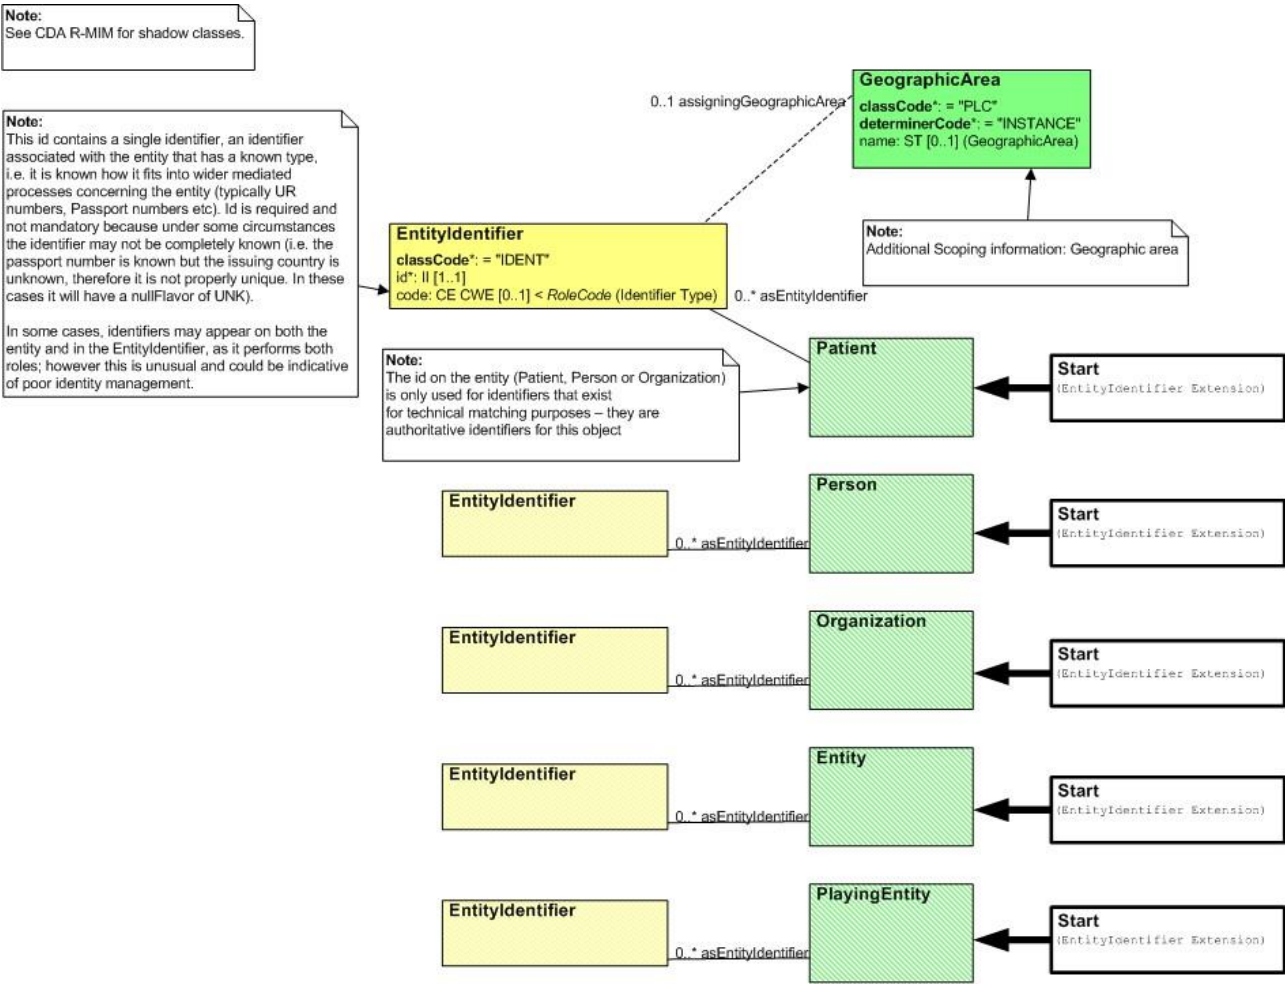 Note:
See CDA R-MIM for shadow classes.
Note:
This id contains a single identifier, an identifier
associated with the entity that has a known type,
i.e. it is known how it fits into wider mediated
processes concerning the entity (typically UR
numbers, Passport numbers etc). Id is required and
not mandatory because under some circumstances
the identifier may not be completely known (i.e. the
passport number is known but the issuing country is
unknown, therefore it is not properly unique. In these
cases it will have a nullFlavor of UNK).
In some cases, identifiers may appear on both the
entity and in the EntityIdentifier, as it performs both
roles; however this is unusual and could be indicative
of poor identity management.
0..1 assigningGeographicArea
GeographicArea
classCode*: = "PLC"
determinerCode*: = "INSTANCE"
name: ST [0..1] (GeographicArea)
Note:
Additional Scoping information: Geographic area
EntityIdentifier
classCode*: = "IDENT"
id*: II [1..1]
code: CE CWE [0..1] < RoleCode (Identifier Type)
0..* asEntityIdentifier
Note:
The id on the entity (Patient, Person or Organization)
is only used for identifiers that exist
for technical matching purposes – they are
authoritative identifiers for this object
Patient
Start
(EntityIdentifier Extension)
EntityIdentifier
0..* asEntityIdentifier
Person
Start
(EntityIdentifier Extension)
EntityIdentifier
0..* asEntityIdentifier
Organization
Start
(EntityIdentifier Extension)
EntityIdentifier
0..* asEntityIdentifier
Entity
Start
(EntityIdentifier Extension)
EntityIdentifier
0..* asEntityIdentifier
PlayingEntity
Start
(EntityIdentifier Extension)